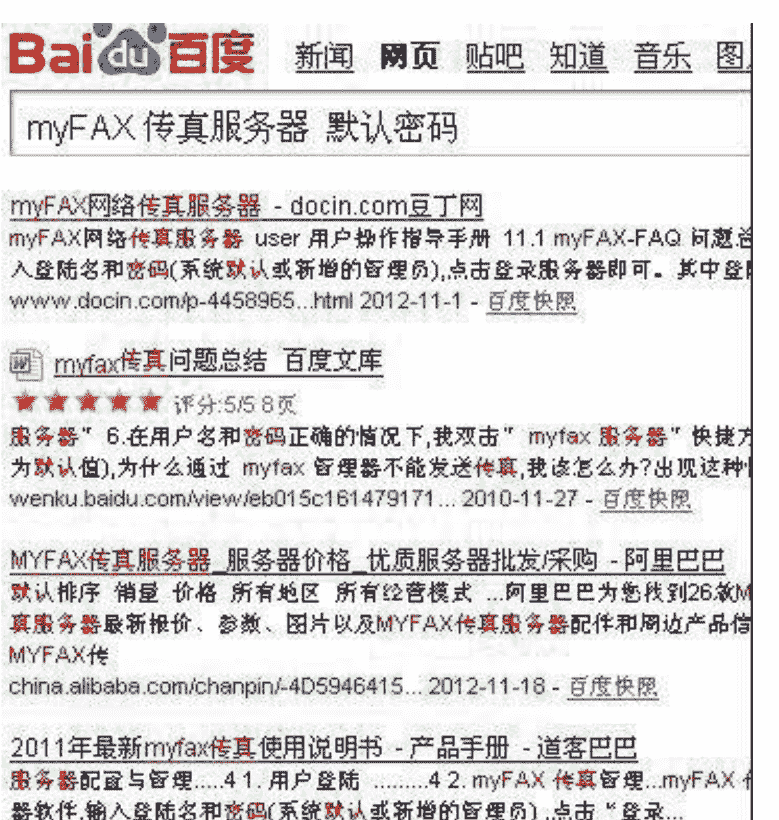 Baidu百度 新闻 网页 贴吧 知道 音乐
myFAX 传真服务器 默认密码
myFAX网络传真服务器 - docin.com豆丁网
myFAX网络传真服务器 user 用户操作指导手册 11.1 myFAX-FAQ 问题总
入登陆名和密码(系统默认或新增的管理员),点击登录服务器即可。其中登
www.docin.com/p-4458965...html 2012-11-1 - 百度快照
myfax传真问题总结_百度文库
评分:5/5 8页
服务器" 6.在用户名和密码正确的情况下,我双击" myfax 服务器" 快捷方
为默认值),为什么通过 myfax 管理器不能发送传真,我该怎么办?出现这种
wenku.baidu.com/view/eb015c161479171... 2010-11-27 - 百度快照
MYFAX传真服务器_服务器价格_优质服务器批发/采购 - 阿里巴巴
默认排序 销量 价格 所有地区 所有经营模式 ...阿里巴巴为您找到26款M
真服务器最新报价、参数、图片以及MYFAX传真服务器配件和周边产品信
MYFAX传
china.alibaba.com/chanpin/-4D5946415... 2012-11-18 - 百度快照
2011年最新myfax传真使用说明书 - 产品手册 - 道客巴巴
服务器配置与管理.....4 1. 用户登陆 .........4 2. myFAX 传真管理...myFAX
器软件,输入登陆名和密码(系统默认或新增的管理员) ,点击 "登录...